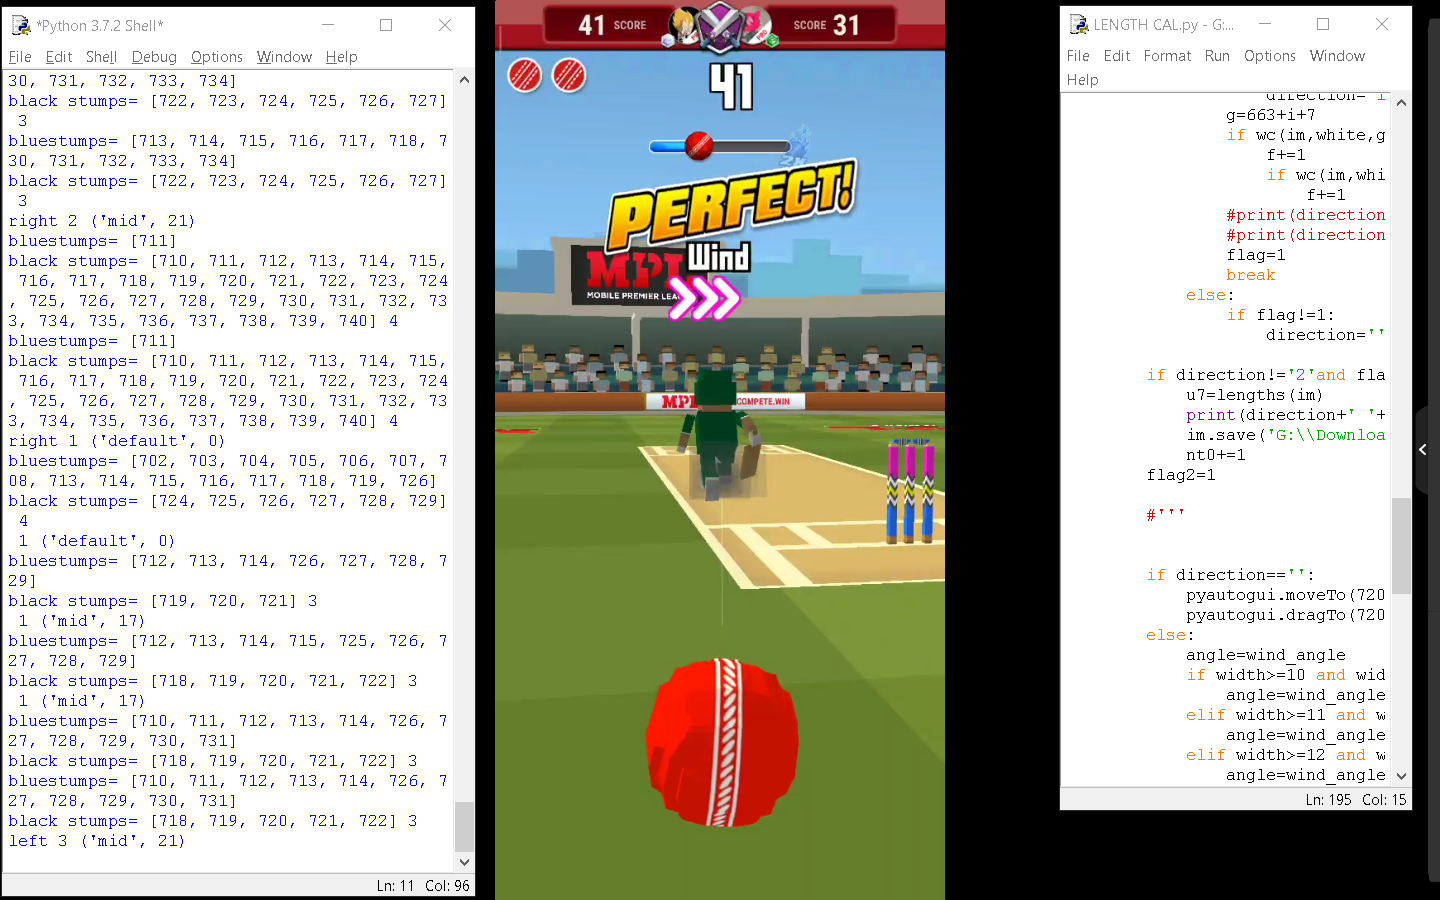 *Python 3.7.2 Shell*
File Edit Shell Debug Options Window Help
30, 731, 732, 733, 734]
black stumps= [722, 723, 724, 725, 726, 727]
3
bluestumps= [713, 714, 715, 716, 717, 718, 7
30, 731, 732, 733, 734]
black stumps= [722, 723, 724, 725, 726, 727]
3
right 2 ('mid', 21)
bluestumps= [711]
black stumps= [710, 711, 712, 713, 714, 715,
716, 717, 718, 719, 720, 721, 722, 723, 724
, 725, 726, 727, 728, 729, 730, 731, 732, 73
3, 734, 735, 736, 737, 738, 739, 740] 4
bluestumps= [711]
black stumps= [710, 711, 712, 713, 714, 715,
716, 717, 718, 719, 720, 721, 722, 723, 724
, 725, 726, 727, 728, 729, 730, 731, 732, 73
3, 734, 735, 736, 737, 738, 739, 740] 4
right 1 ('default', 0)
bluestumps= [702, 703, 704, 705, 706, 707, 7
08, 713, 714, 715, 716, 717, 718, 719, 726]
black stumps= [724, 725, 726, 727, 728, 729]
4
1 ('default', 0)
bluestumps= [712, 713, 714, 726, 727, 728, 7
29]
black stumps= [719, 720, 721] 3
1 ('mid', 17)
bluestumps= [712, 713, 714, 715, 725, 726, 7
27, 728, 729]
black stumps= [718, 719, 720, 721, 722] 3
1 ('mid', 17)
bluestumps= [710, 711, 712, 713, 714, 726, 7
27, 728, 729, 730, 731]
black stumps= [718, 719, 720, 721, 722] 3
bluestumps= [710, 711, 712, 713, 714, 726, 7
27, 728, 729, 730, 731]
black stumps= [718, 719, 720, 721, 722] 3
left 3 ('mid', 21)
Ln: 11 Col: 96
41 SCORE
SCORE 31
41
PERFECT!
Wind
MPL
MOBILE PREMIER LEA
MPL COMPETE.WIN
LENGTH CAL.py - G:...
File Edit Format Run Options Window
Help
direction= i
g=663+i+7
if wc(im,white,g
f+=1
if wc(im,whi
f+=1
#print(direction
#print(direction
flag=1
break
else:
if flag!=1:
direction=''
if direction!='2'and fla
u7=lengths(im)
print(direction+' '+
im.save('G:\\Downloa
nt0+=1
flag2=1
#'''
if direction=='':
pyautogui.moveTo(720
pyautogui.dragTo(720
else:
angle=wind_angle
if width>=10 and wid
angle=wind_angle
elif width>=11 and w
angle=wind_angle
elif width>=12 and w
angle=wind_angle
Ln: 195 Col: 15